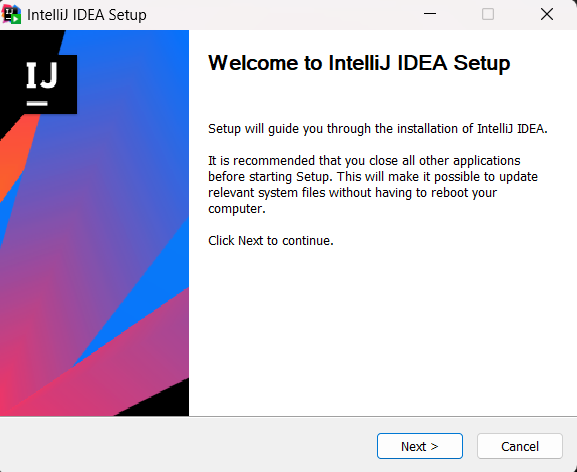 IntelliJ IDEA Setup
IJ
Welcome to IntelliJ IDEA Setup
Setup will guide you through the installation of IntelliJ IDEA.
It is recommended that you close all other applications
before starting Setup. This will make it possible to update
relevant system files without having to reboot your
computer.
Click Next to continue.
Next >
Cancel